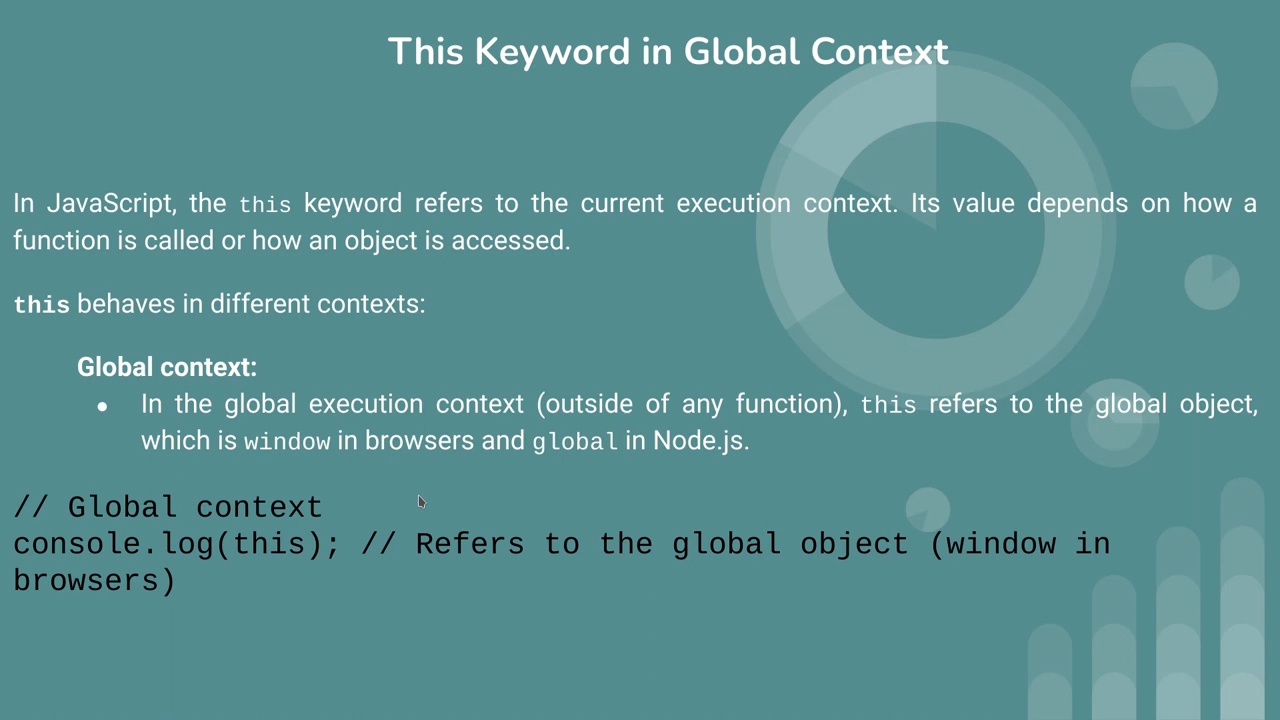 This Keyword in Global Context
In JavaScript, the this keyword refers to the current execution context. Its value depends on how a
function is called or how an object is accessed.
this behaves in different contexts:
Global context:
● In the global execution context (outside of any function), this refers to the global object,
which is window in browsers and global in Node.js.
// Global context
console.log(this); // Refers to the global object (window in
browsers)